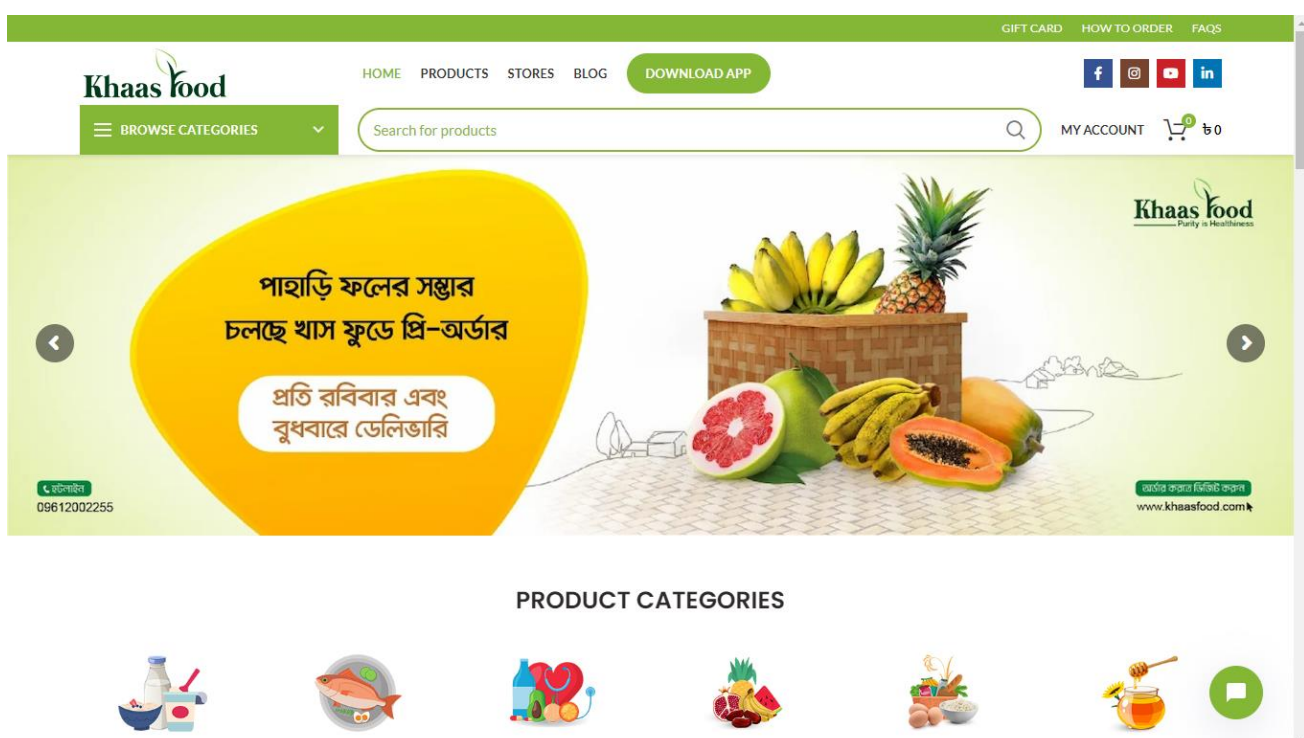 GIFT CARD HOW TO ORDER FAQS
Khaas Food
HOME PRODUCTS STORES BLOG DOWNLOAD APP
BROWSE CATEGORIES
Search for products
MY ACCOUNT 0 ৳ 0
Khaas Food
Purity is Healthiness
পাহাড়ি ফলের সম্ভার
চলছে খাস ফুডে প্রি-অর্ডার
প্রতি রবিবার এবং
বুধবারে ডেলিভারি
হটলাইন
09612002255
অর্ডার করতে ভিজিট করুন
www.khaasfood.com
PRODUCT CATEGORIES